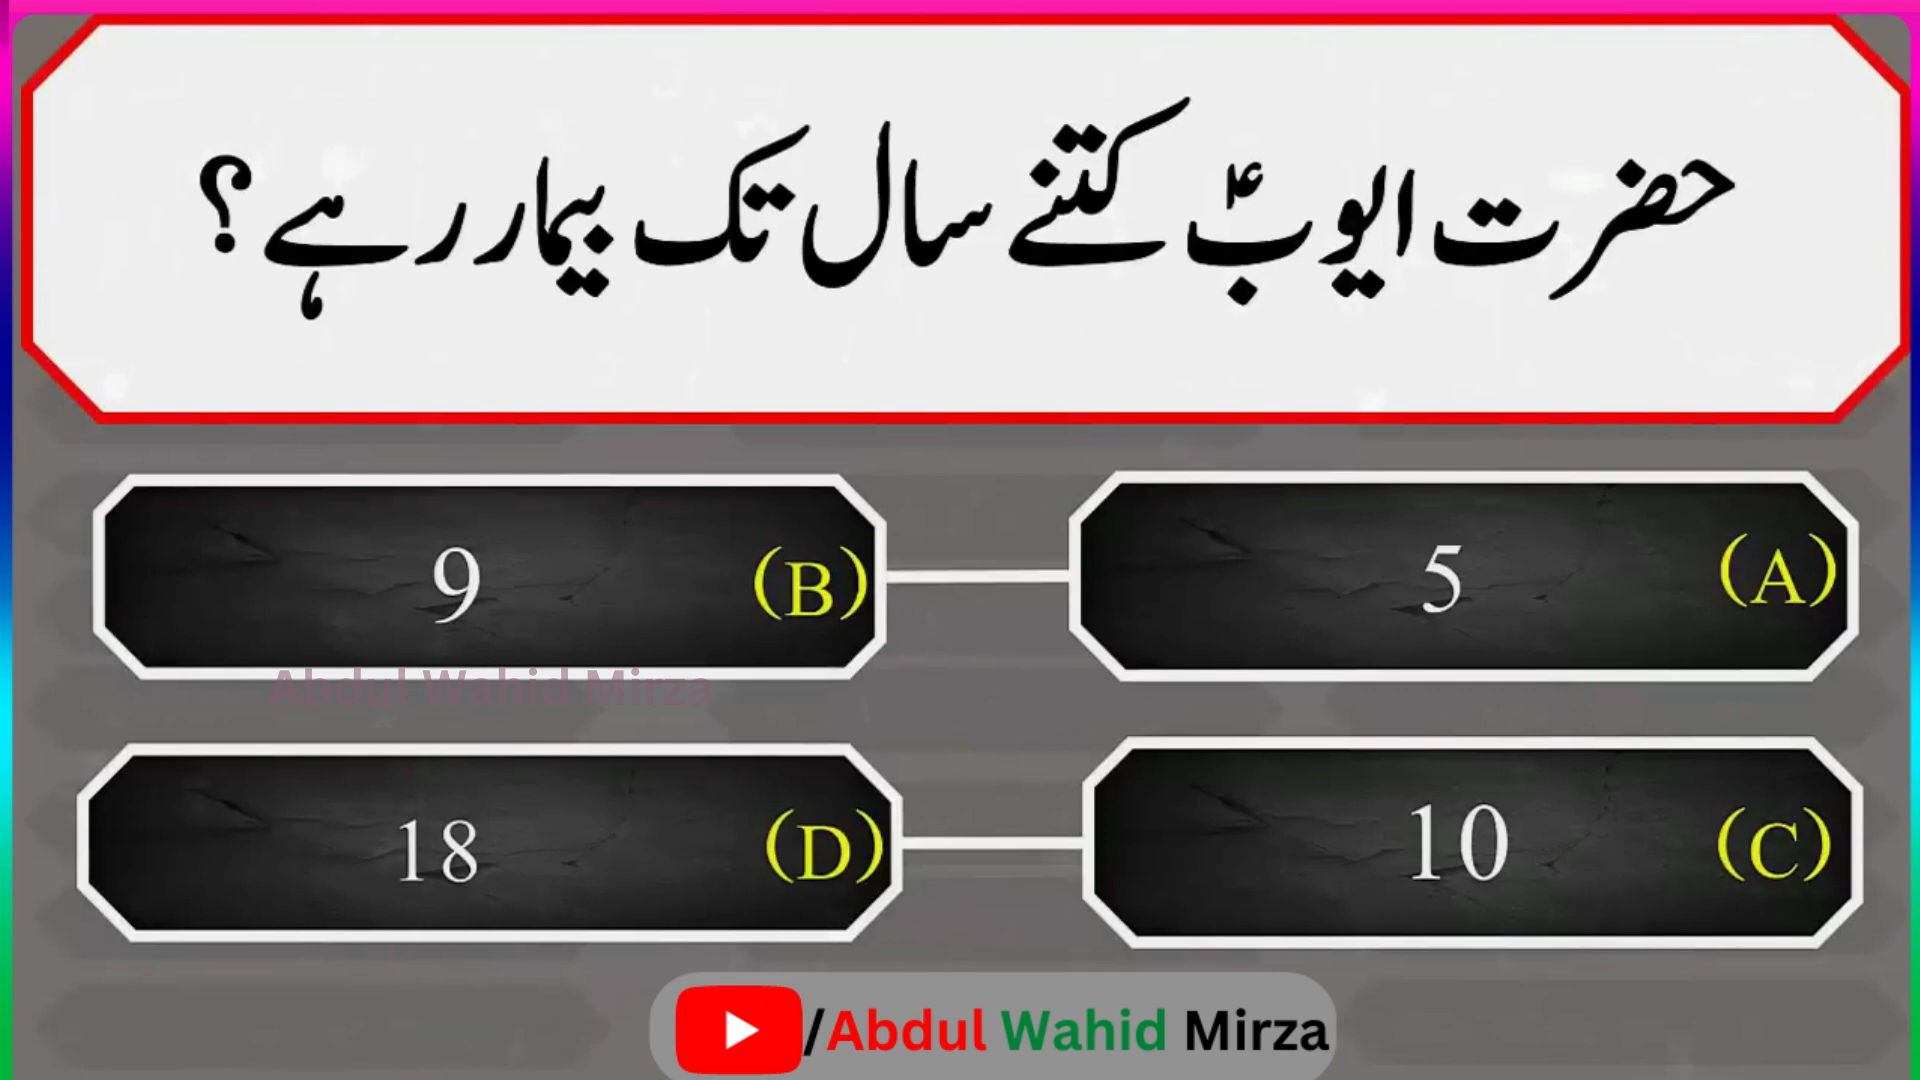 حضرت ایوبؑ کتنے سال تک بیمار رہے؟
(A) 5
(B) 9
Abdul Wahid Mirza
(C) 10
(D) 18
/Abdul Wahid Mirza